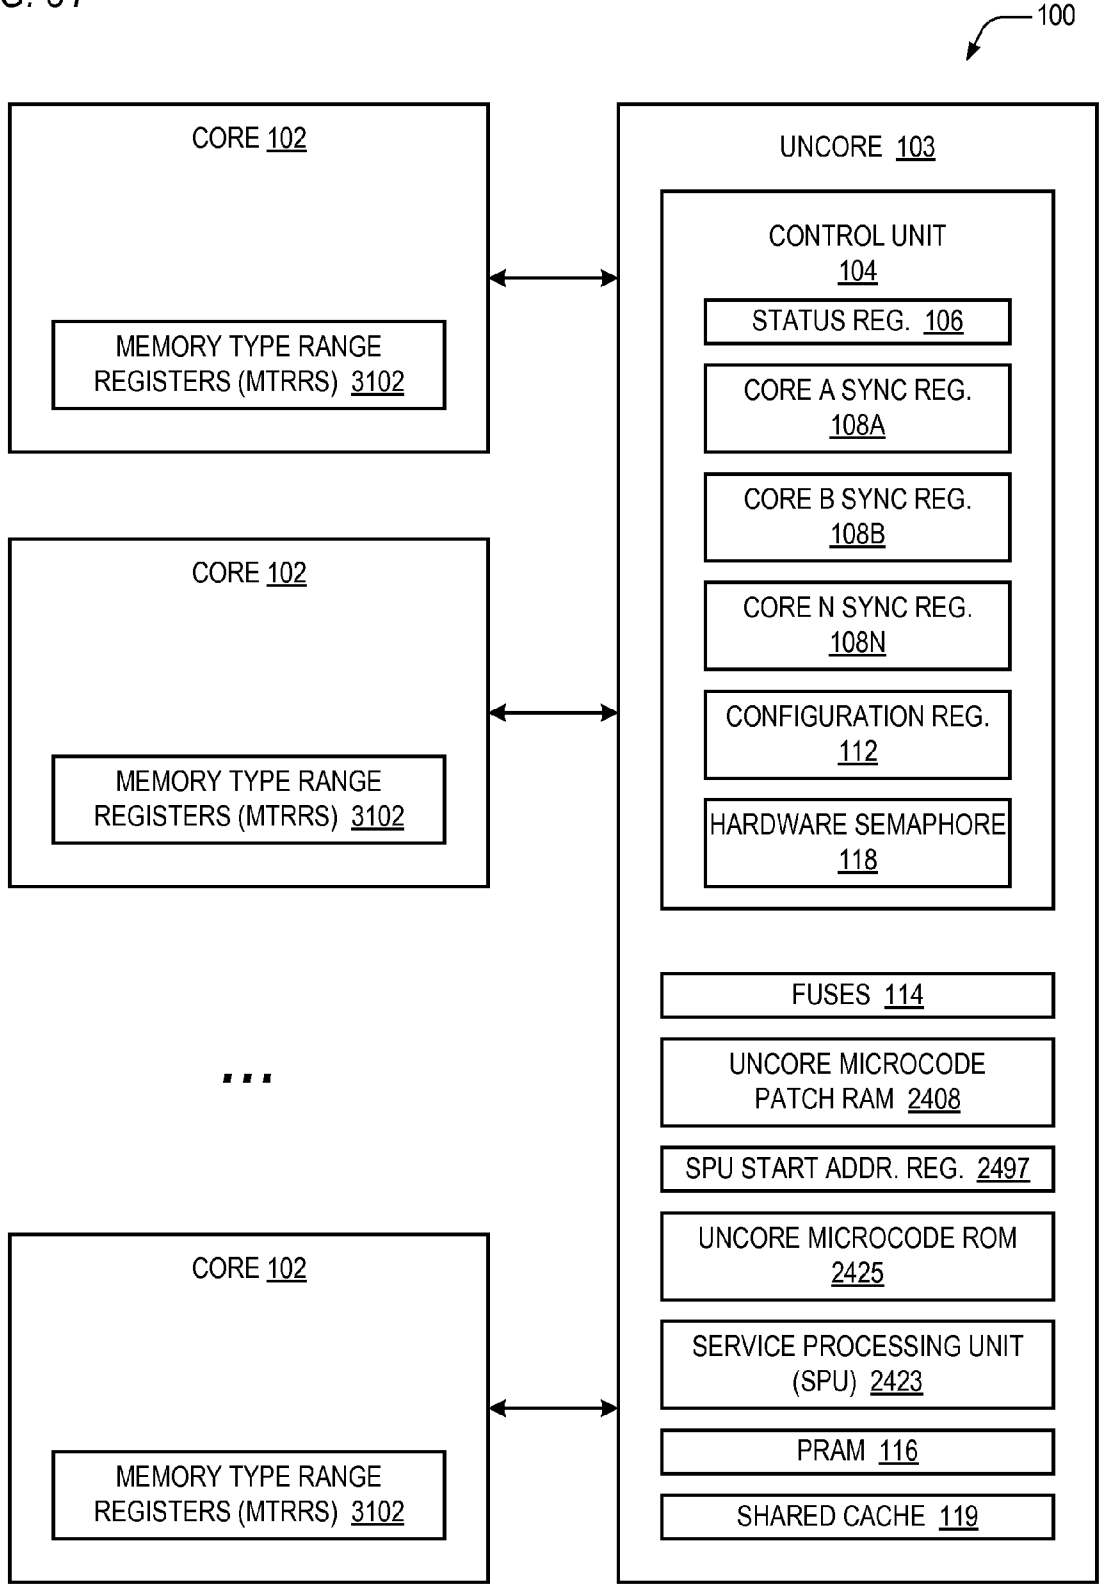 100
CORE 102
MEMORY TYPE RANGE
REGISTERS (MTRRS) 3102
CORE 102
MEMORY TYPE RANGE
REGISTERS (MTRRS) 3102
...
CORE 102
MEMORY TYPE RANGE
REGISTERS (MTRRS) 3102
UNCORE 103
CONTROL UNIT
104
STATUS REG. 106
CORE A SYNC REG.
108A
CORE B SYNC REG.
108B
CORE N SYNC REG.
108N
CONFIGURATION REG.
112
HARDWARE SEMAPHORE
118
FUSES 114
UNCORE MICROCODE
PATCH RAM 2408
SPU START ADDR. REG. 2497
UNCORE MICROCODE ROM
2425
SERVICE PROCESSING UNIT
(SPU) 2423
PRAM 116
SHARED CACHE 119